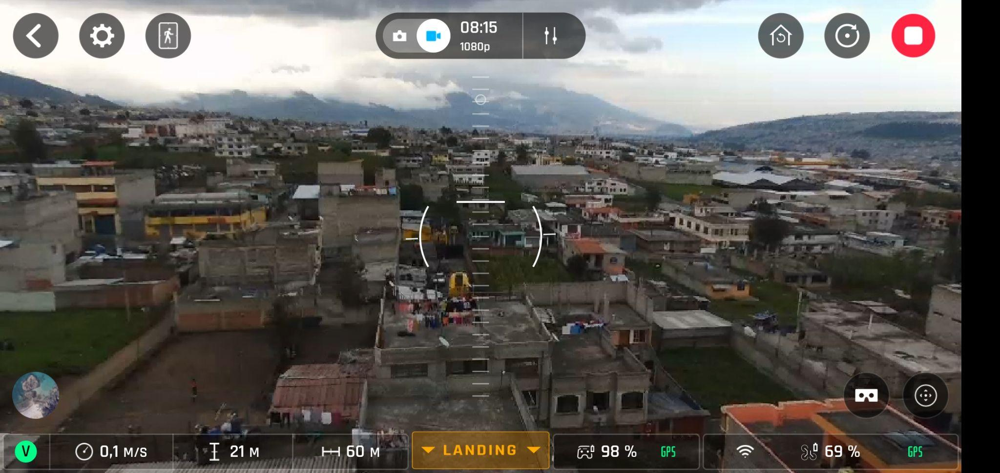 08:15
1080p
V
0,1 M/S
21 M
60 M
LANDING
98 %
GPS
69 %
GPS